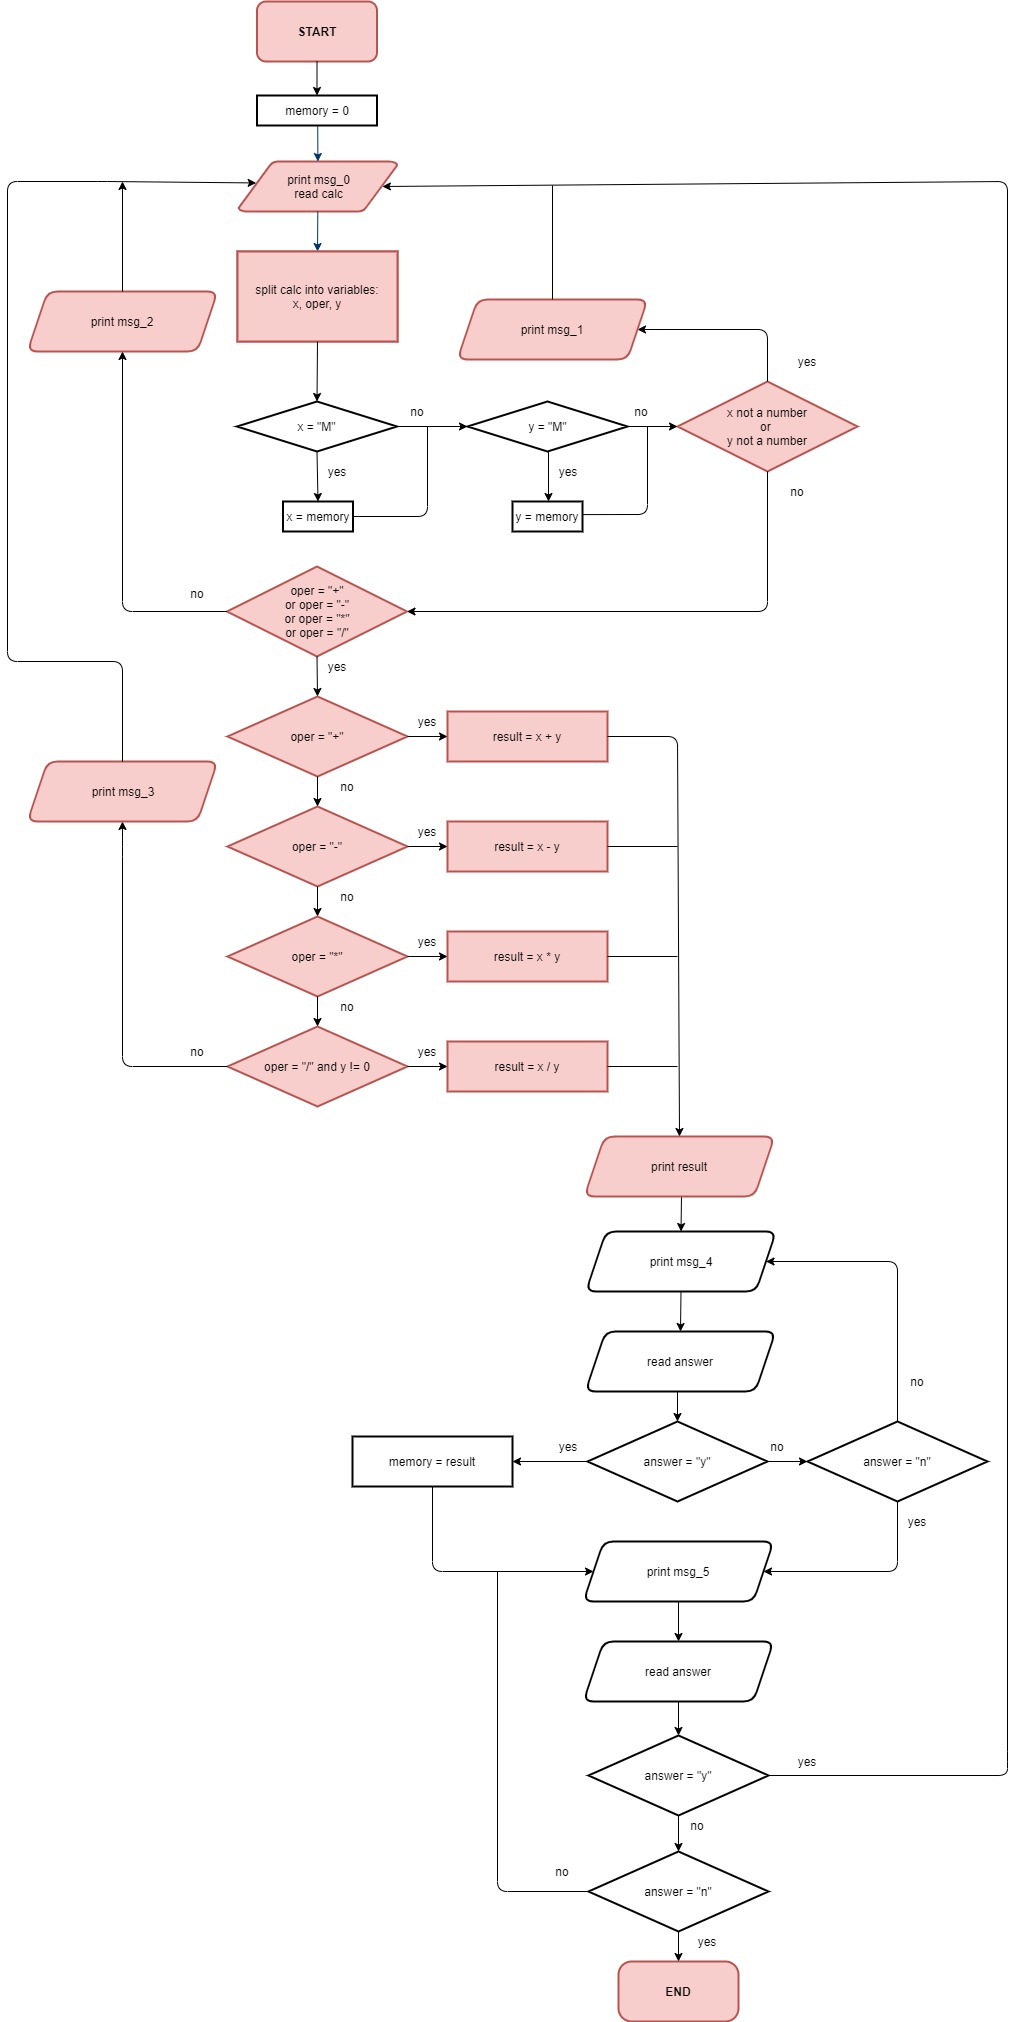 START
memory = 0
print msg_0
read calc
split calc into variables:
x, oper, y
print msg_2
print msg_1
yes
x = "M"
no
y = "M"
no
x not a number
or
y not a number
yes
yes
no
x = memory
y = memory
oper = "+"
or oper = "-"
or oper = "*"
or oper = "/"
no
yes
oper = "+"
yes
result = x + y
no
print msg_3
oper = "-"
yes
result = x - y
no
oper = "*"
yes
result = x * y
no
no
oper = "/" and y != 0
yes
result = x / y
print result
print msg_4
read answer
no
memory = result
yes
answer = "y"
no
answer = "n"
yes
print msg_5
read answer
answer = "y"
yes
no
no
answer = "n"
yes
END